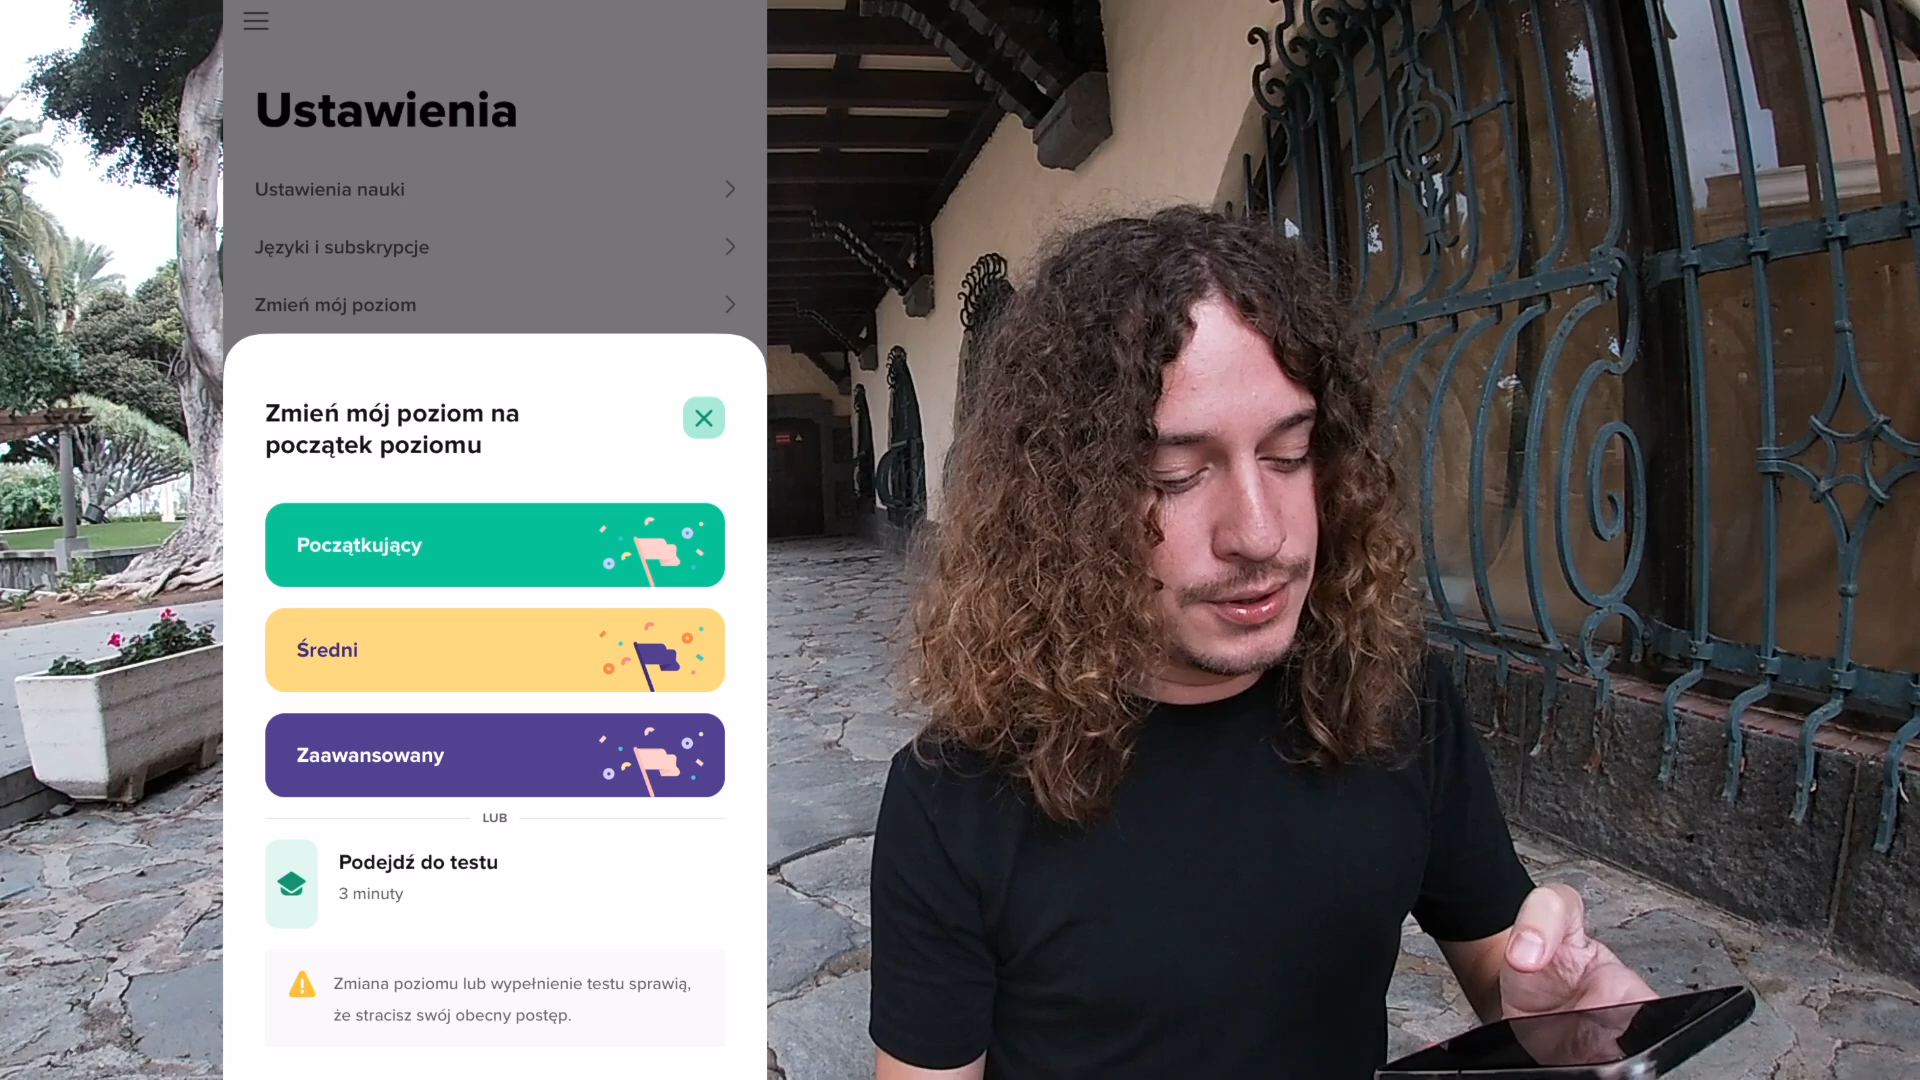 Ustawienia
Ustawienia nauki
Języki i subskrypcje
Zmień mój poziom
Zmień mój poziom na
początek poziomu
Początkujący
Średni
Zaawansowany
LUB
Podejdź do testu
3 minuty
Zmiana poziomu lub wypełnienie testu sprawią,
że stracisz swój obecny postęp.